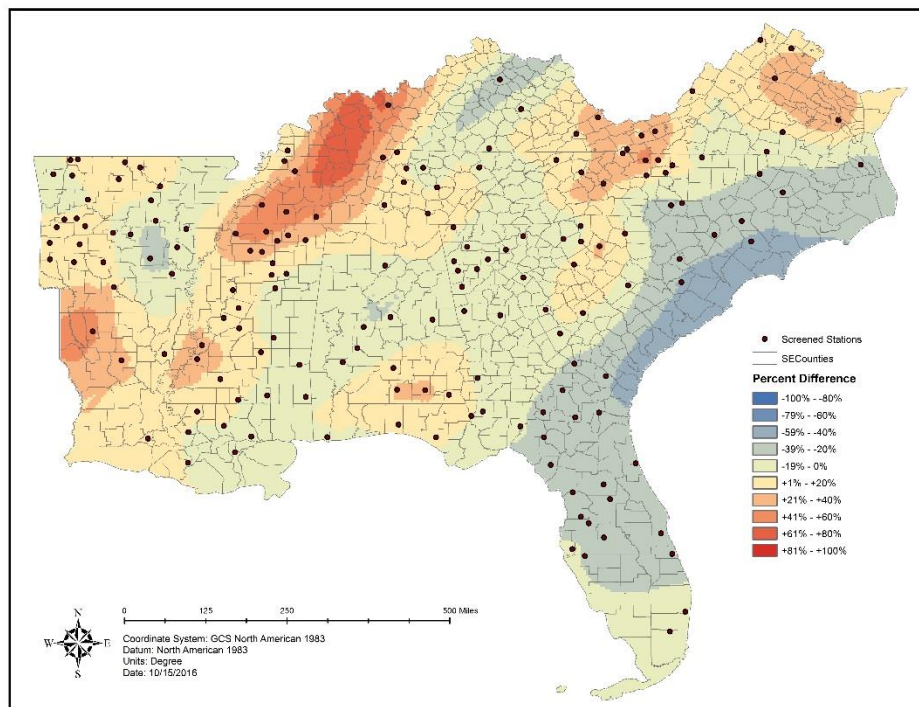 Screened Stations
SECounties
Percent Difference
-100% - -80%
-79% - -60%
-59% - -40%
-39% - -20%
-19% - 0%
+1% - +20%
+21% - +40%
+41% - +60%
+61% - +80%
+81% - +100%
0 125 250 500 Miles
N
W E
S
Coordinate System: GCS North American 1983
Datum: North American 1983
Units: Degree
Date: 10/15/2016